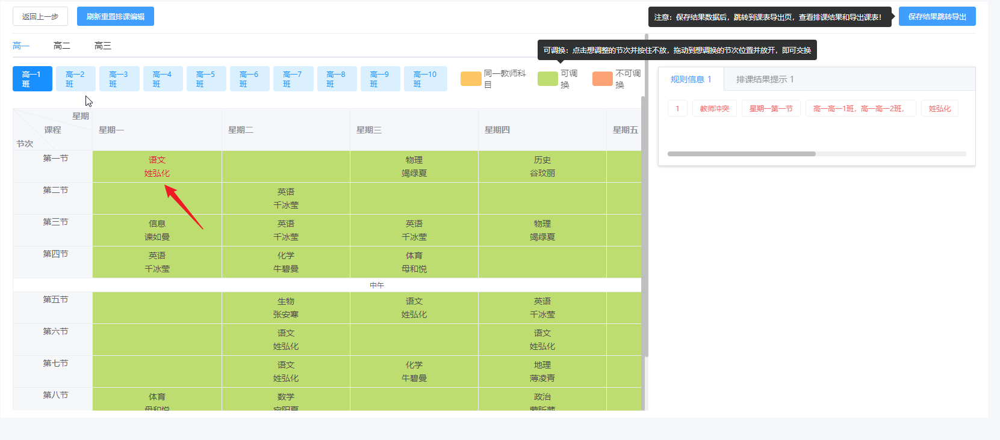 返回上一步
刷新重置排课编辑
注意：保存结果数据后，跳转到课表导出页，查看排课结果和导出课表！
保存结果跳转导出
高一
高二
高三
可调换：点击想调整的节次并按住不放，拖动到想调换的节次位置并放开，即可交换
高一1
班
高一2
班
高一3
班
高一4
班
高一5
班
高一6
班
高一7
班
高一8
班
高一9
班
高一10
班
同一教师科
目
可调
换
不可调
换
规则信息 1
排课结果提示 1
1
教师冲突
星期一第一节
高一高一1班，高一高一2班，
姓弘化
星期
课程
节次
星期一
星期二
星期三
星期四
星期五
第一节
语文
姓弘化
物理
竭绿夏
历史
谷玟丽
第二节
英语
千冰莹
第三节
信息
谏如曼
英语
千冰莹
英语
千冰莹
物理
竭绿夏
第四节
英语
千冰莹
化学
牛碧曼
体育
母和悦
中午
第五节
生物
张安寒
语文
姓弘化
英语
千冰莹
第六节
语文
姓弘化
语文
姓弘化
第七节
语文
姓弘化
化学
牛碧曼
地理
薄凌青
第八节
体育
母和悦
数学
政治